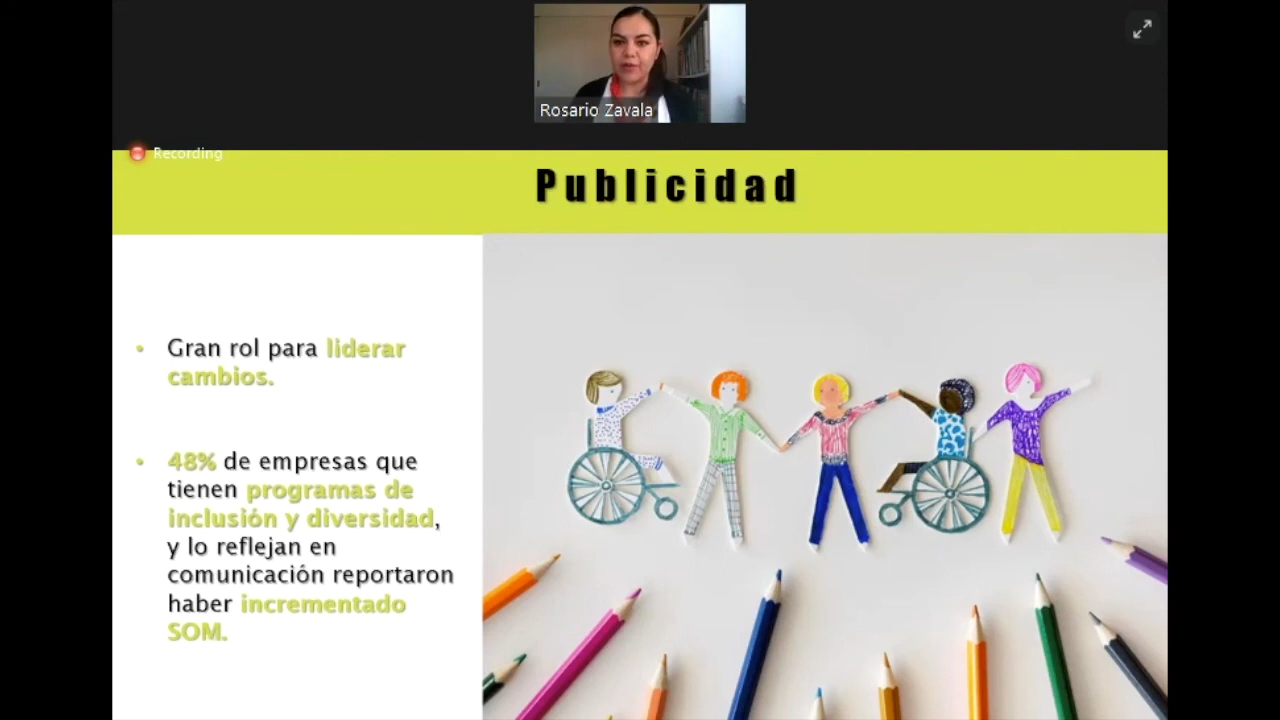 Rosario Zavala
Recording
Publicidad
• Gran rol para liderar
cambios.
• 48% de empresas que
tienen programas de
inclusión y diversidad,
y lo reflejan en
comunicación reportaron
haber incrementado
SOM.